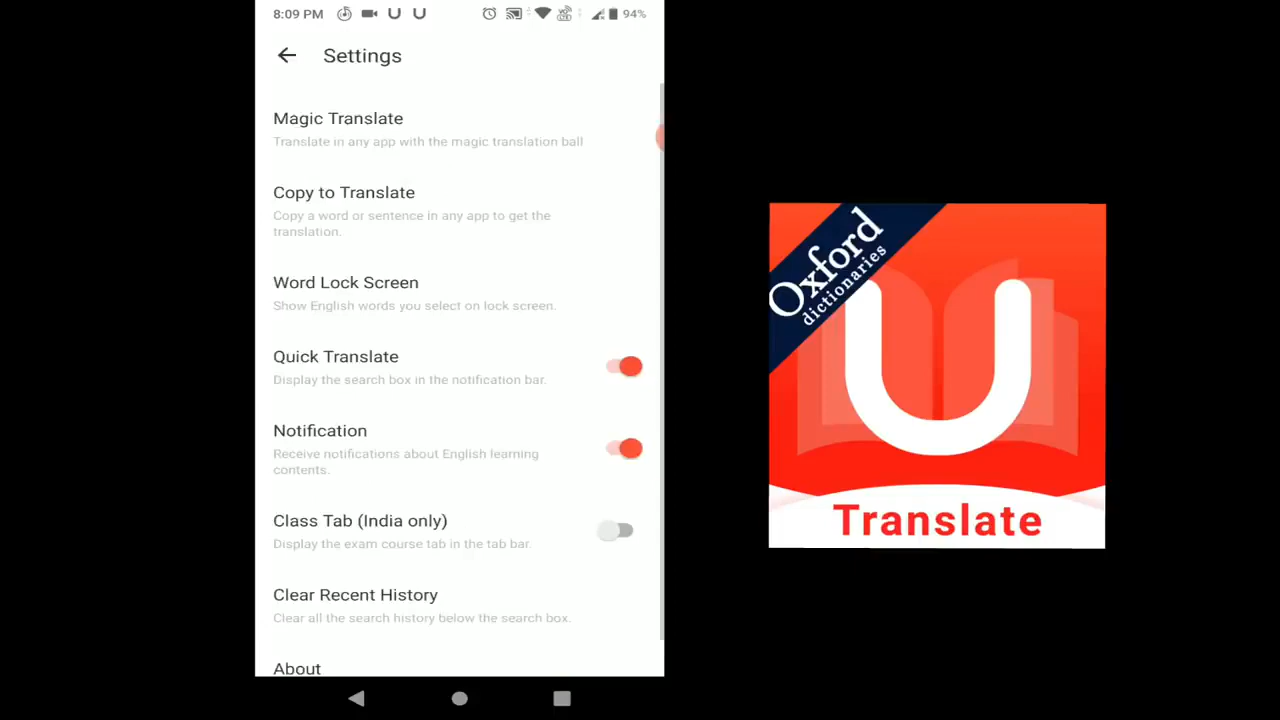 8:09 PM
94%
Settings
Magic Translate
Translate in any app with the magic translation ball
Copy to Translate
Copy a word or sentence in any app to get the
translation.
Word Lock Screen
Show English words you select on lock screen.
Quick Translate
Display the search box in the notification bar.
Notification
Receive notifications about English learning
contents.
Class Tab (India only)
Display the exam course tab in the tab bar.
Clear Recent History
Clear all the search history below the search box.
About
Oxford
dictionaries
U
Translate